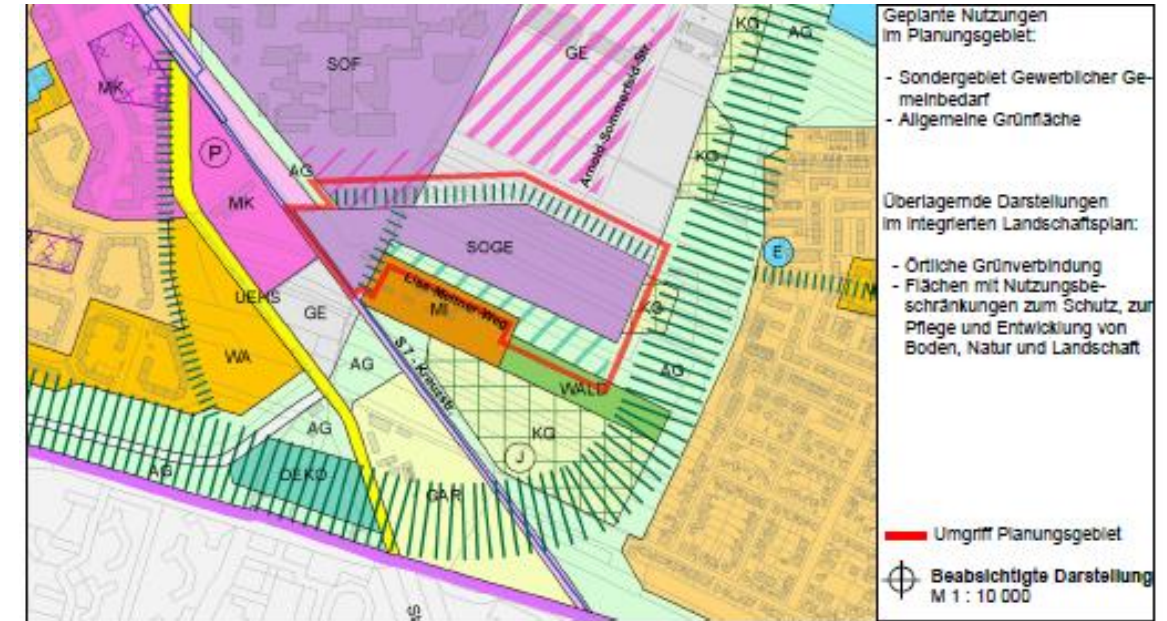 MK
SOF
GE
Arnold-Sommerfeld-Str.
KG
AG
P
MK
AG
KG
SOGE
E
Lise-Meitner-Weg
MI
KG
UEHS
GE
WA
AG
S7 - Kreuzstr.
WALD
AG
AG
KG
J
AG
OEKO
GAR
Geplante Nutzungen
im Planungsgebiet:
- Sondergebiet Gewerblicher Ge-
meinbedarf
- Allgemeine Grünfläche
Überlagernde Darstellungen
im integrierten Landschaftsplan:
- Örtliche Grünverbindung
- Flächen mit Nutzungsbe-
schränkungen zum Schutz, zur
Pflege und Entwicklung von
Boden, Natur und Landschaft
Umgriff Planungsgebiet
Beabsichtigte Darstellung
M 1 : 10 000